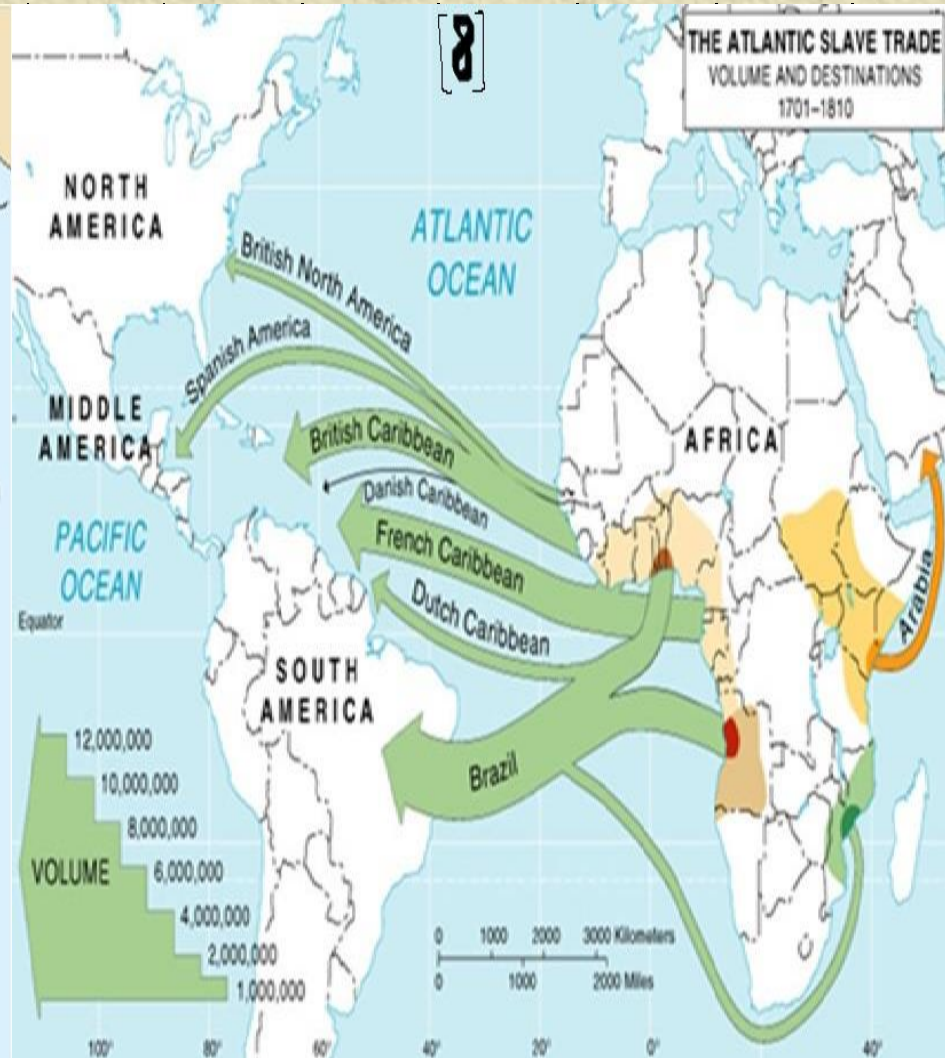 [8]
THE ATLANTIC SLAVE TRADE
VOLUME AND DESTINATIONS
1701–1810
NORTH
AMERICA
ATLANTIC
OCEAN
British North America
Spanish America
MIDDLE
AMERICA
British Caribbean
AFRICA
Danish Caribbean
PACIFIC
OCEAN
French Caribbean
Arabia
Dutch Caribbean
Equator
SOUTH
AMERICA
Brazil
12,000,000
10,000,000
8,000,000
VOLUME
6,000,000
4,000,000
2,000,000
1,000,000
0 1000 2000 3000 Kilometers
0 1000 2000 Miles
100° 80° 60° 40° 20° 0° 40°